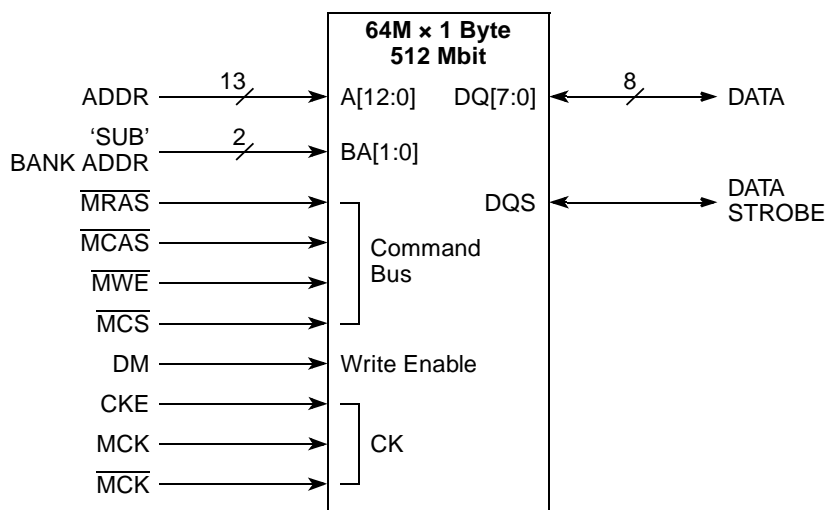 64M × 1 Byte
512 Mbit
ADDR
13
A[12:0]
DQ[7:0]
8
DATA
'SUB'
BANK ADDR
2
BA[1:0]
MRAS
DQS
DATA
STROBE
MCAS
Command
Bus
MWE
MCS
DM
Write Enable
CKE
MCK
CK
MCK